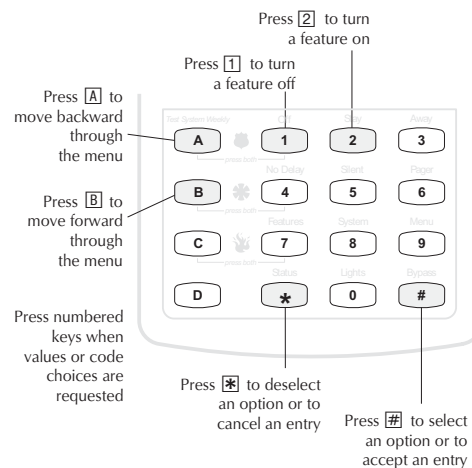 Press 2 to turn
a feature on
Press 1 to turn
a feature off
Press A to
move backward
through
the menu
Test System Weekly Off Stay Away
A 1 2 3
press both
Press B to
move forward
through
the menu
No Delay Silent Pager
B 4 5 6
press both
Features System Menu
C 7 8 9
press both
Status Lights Bypass
D * 0 #
Press numbered
keys when
values or code
choices are
requested
Press * to deselect
an option or to
cancel an entry
Press # to select
an option or to
accept an entry